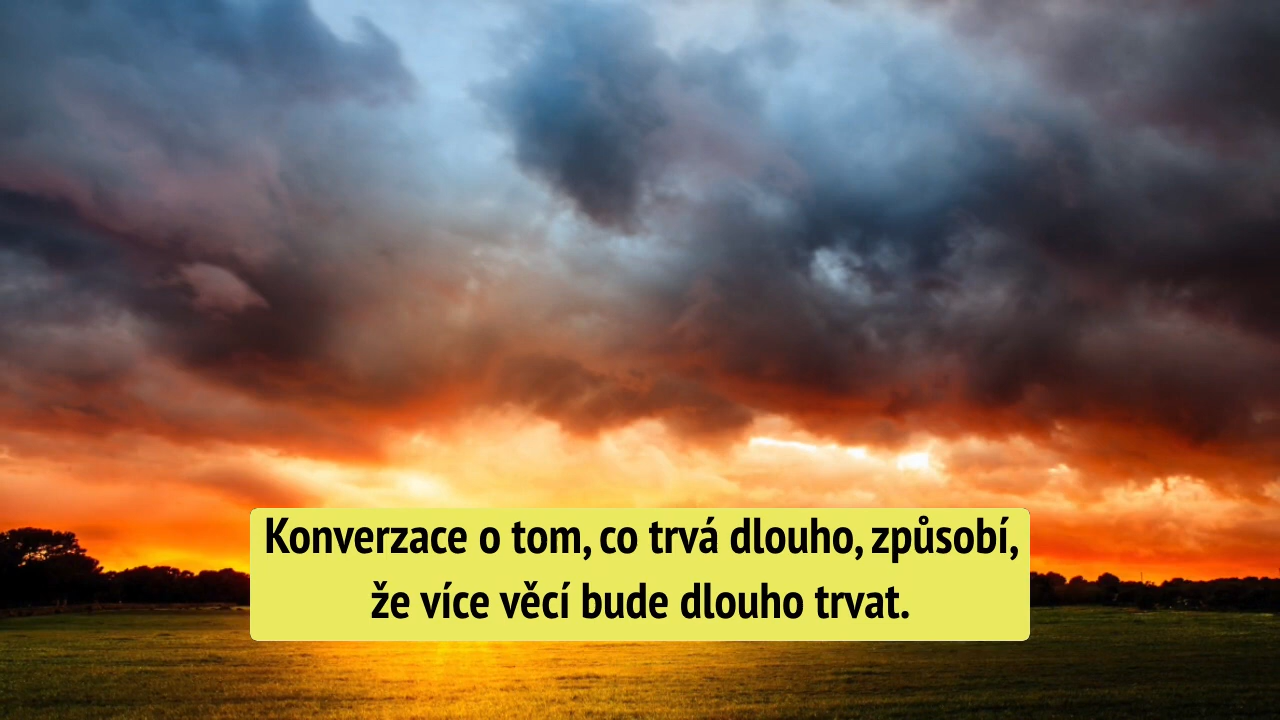 Konverzace o tom, co trvá dlouho, způsobí,
že více věcí bude dlouho trvat.